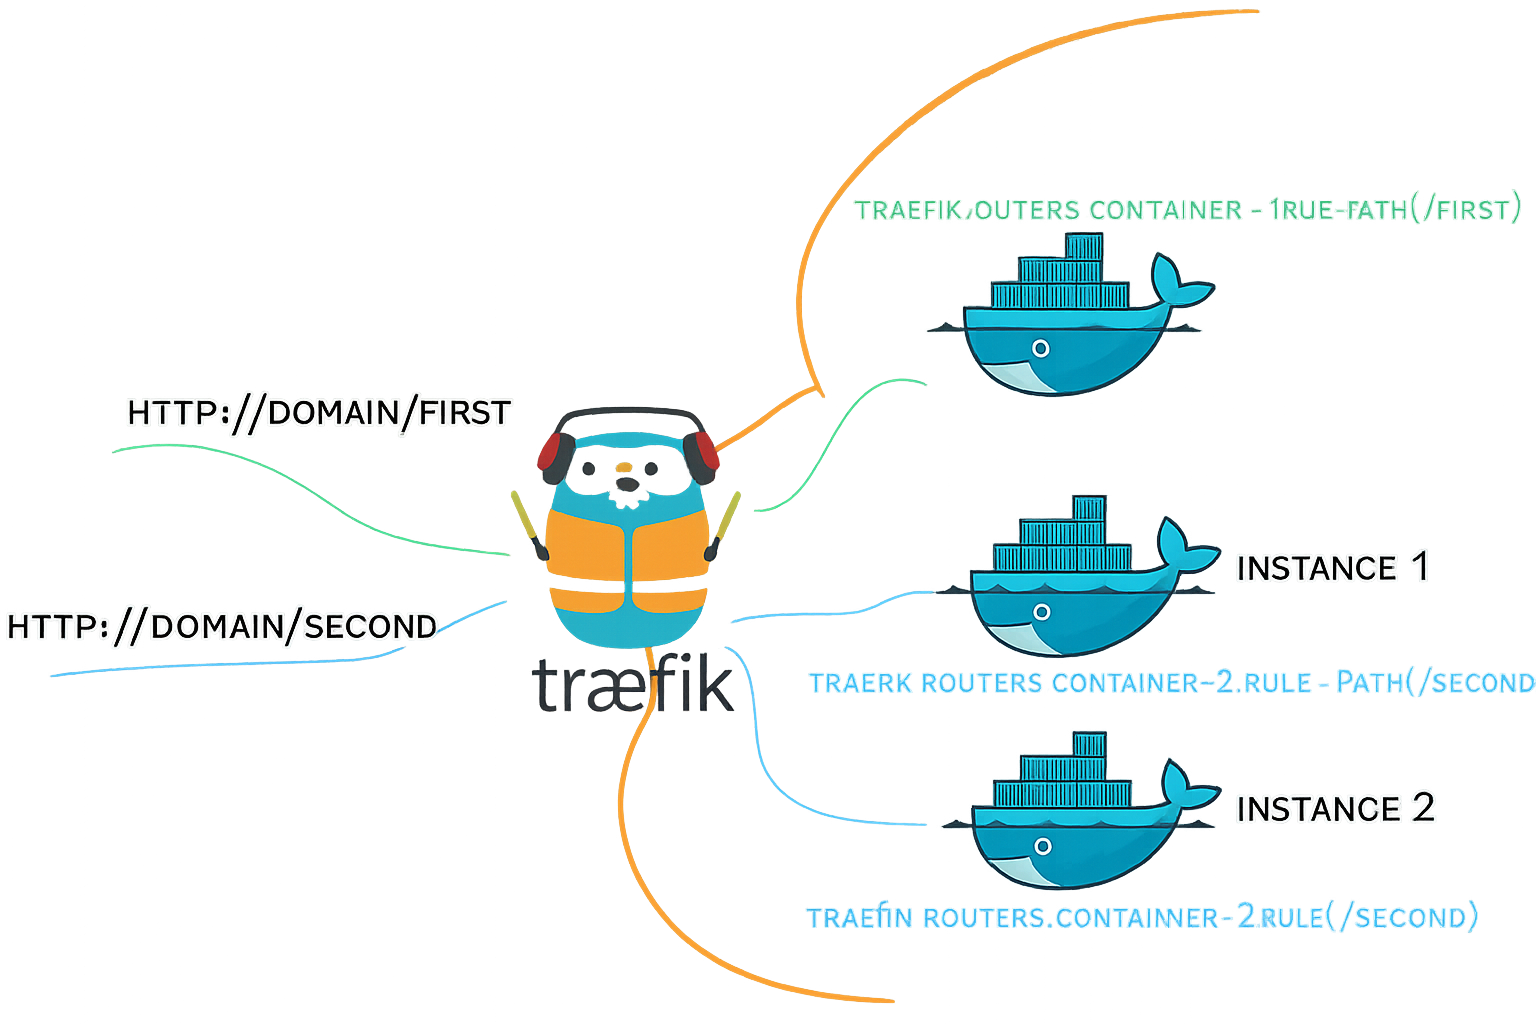 TRAEFIK,OUTERS CONTAINER - 1RUE-FATH(/FIRST)
HTTP://DOMAIN/FIRST
INSTANCE 1
HTTP://DOMAIN/SECOND
træfik
TRAERK ROUTERS CONTAINER-2.RULE - PATH(/SECOND
INSTANCE 2
TRAEfiN ROUTERS.CONTAINNER-2.RULE(/SECOND)